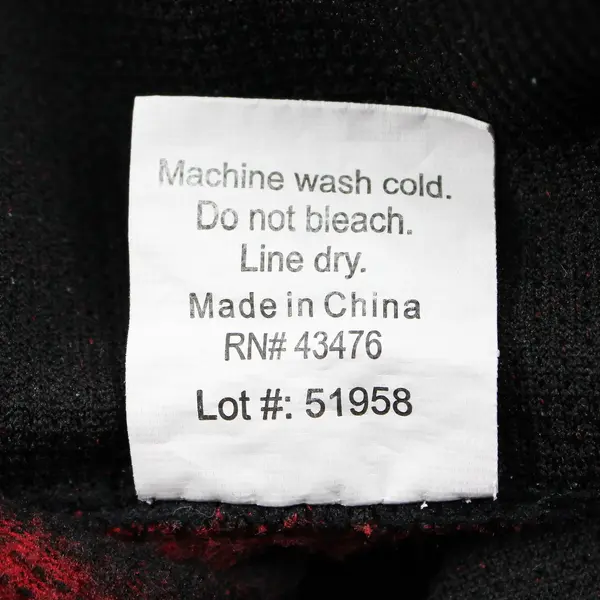 Machine wash cold.
Do not bleach.
Line dry.
Made in China
RN# 43476
Lot #: 51958